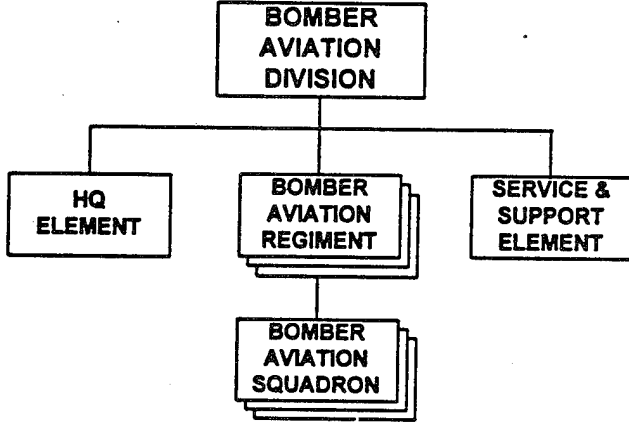 BOMBER
AVIATION
DIVISION
HQ
ELEMENT
BOMBER
AVIATION
REGIMENT
SERVICE &
SUPPORT
ELEMENT
BOMBER
AVIATION
SQUADRON